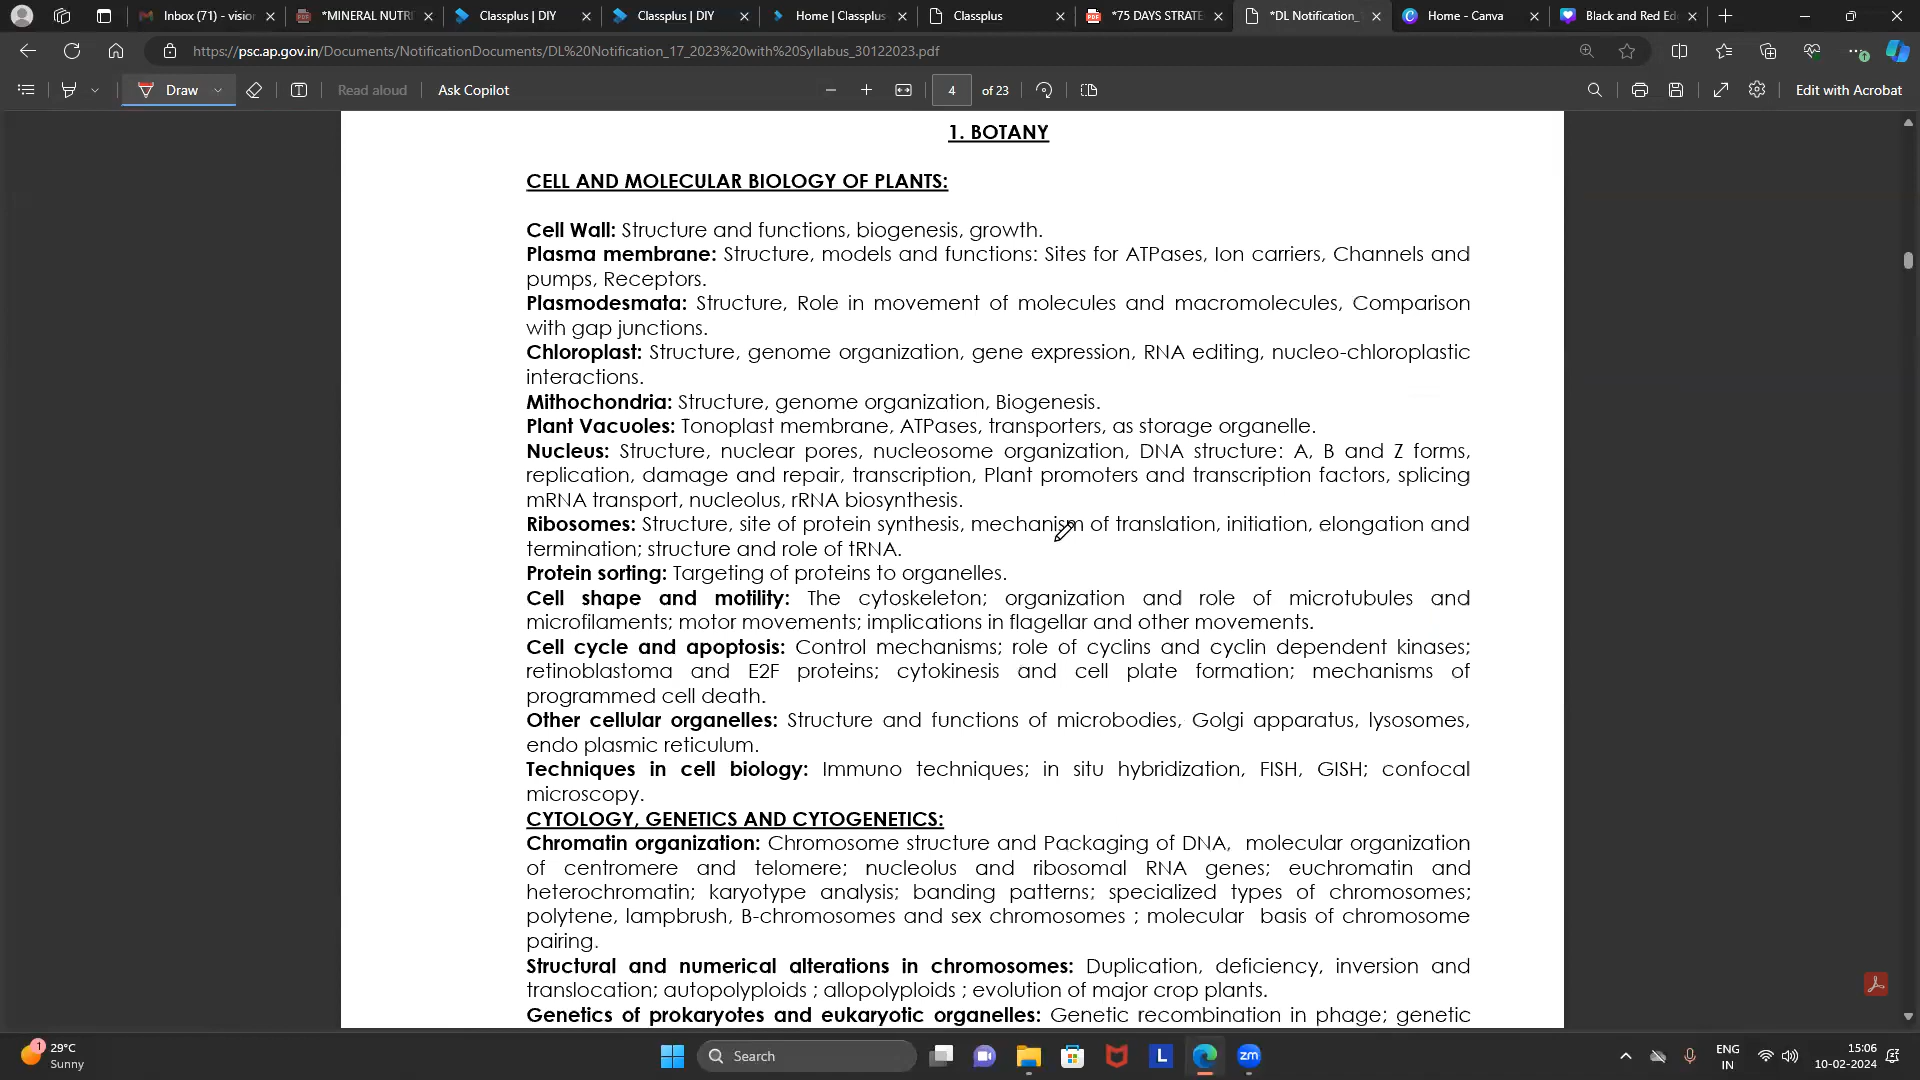 Inbox (71) - vision
*MINERAL NUTRI
Classplus | DIY
Classplus | DIY
Home | Classplus
Classplus
*75 DAYS STRATE
*DL Notification_
Home - Canva
Black and Red Ed
https://psc.ap.gov.in/Documents/NotificationDocuments/DL%20Notification_17_2023%20with%20Syllabus_30122023.pdf
Draw
Read aloud
Ask Copilot
4 of 23
Edit with Acrobat
1. BOTANY
CELL AND MOLECULAR BIOLOGY OF PLANTS:
Cell Wall: Structure and functions, biogenesis, growth.
Plasma membrane: Structure, models and functions: Sites for ATPases, Ion carriers, Channels and
pumps, Receptors.
Plasmodesmata: Structure, Role in movement of molecules and macromolecules, Comparison
with gap junctions.
Chloroplast: Structure, genome organization, gene expression, RNA editing, nucleo-chloroplastic
interactions.
Mithochondria: Structure, genome organization, Biogenesis.
Plant Vacuoles: Tonoplast membrane, ATPases, transporters, as storage organelle.
Nucleus: Structure, nuclear pores, nucleosome organization, DNA structure: A, B and Z forms,
replication, damage and repair, transcription, Plant promoters and transcription factors, splicing
mRNA transport, nucleolus, rRNA biosynthesis.
Ribosomes: Structure, site of protein synthesis, mechanism of translation, initiation, elongation and
termination; structure and role of tRNA.
Protein sorting: Targeting of proteins to organelles.
Cell shape and motility: The cytoskeleton; organization and role of microtubules and
microfilaments; motor movements; implications in flagellar and other movements.
Cell cycle and apoptosis: Control mechanisms; role of cyclins and cyclin dependent kinases;
retinoblastoma and E2F proteins; cytokinesis and cell plate formation; mechanisms of
programmed cell death.
Other cellular organelles: Structure and functions of microbodies, Golgi apparatus, lysosomes,
endo plasmic reticulum.
Techniques in cell biology: Immuno techniques; in situ hybridization, FISH, GISH; confocal
microscopy.
CYTOLOGY, GENETICS AND CYTOGENETICS:
Chromatin organization: Chromosome structure and Packaging of DNA, molecular organization
of centromere and telomere; nucleolus and ribosomal RNA genes; euchromatin and
heterochromatin; karyotype analysis; banding patterns; specialized types of chromosomes;
polytene, lampbrush, B-chromosomes and sex chromosomes ; molecular basis of chromosome
pairing.
Structural and numerical alterations in chromosomes: Duplication, deficiency, inversion and
translocation; autopolyploids ; allopolyploids ; evolution of major crop plants.
Genetics of prokaryotes and eukaryotic organelles: Genetic recombination in phage; genetic
1
29°C
Sunny
Search
L
zm
ENG
IN
15:06
10-02-2024